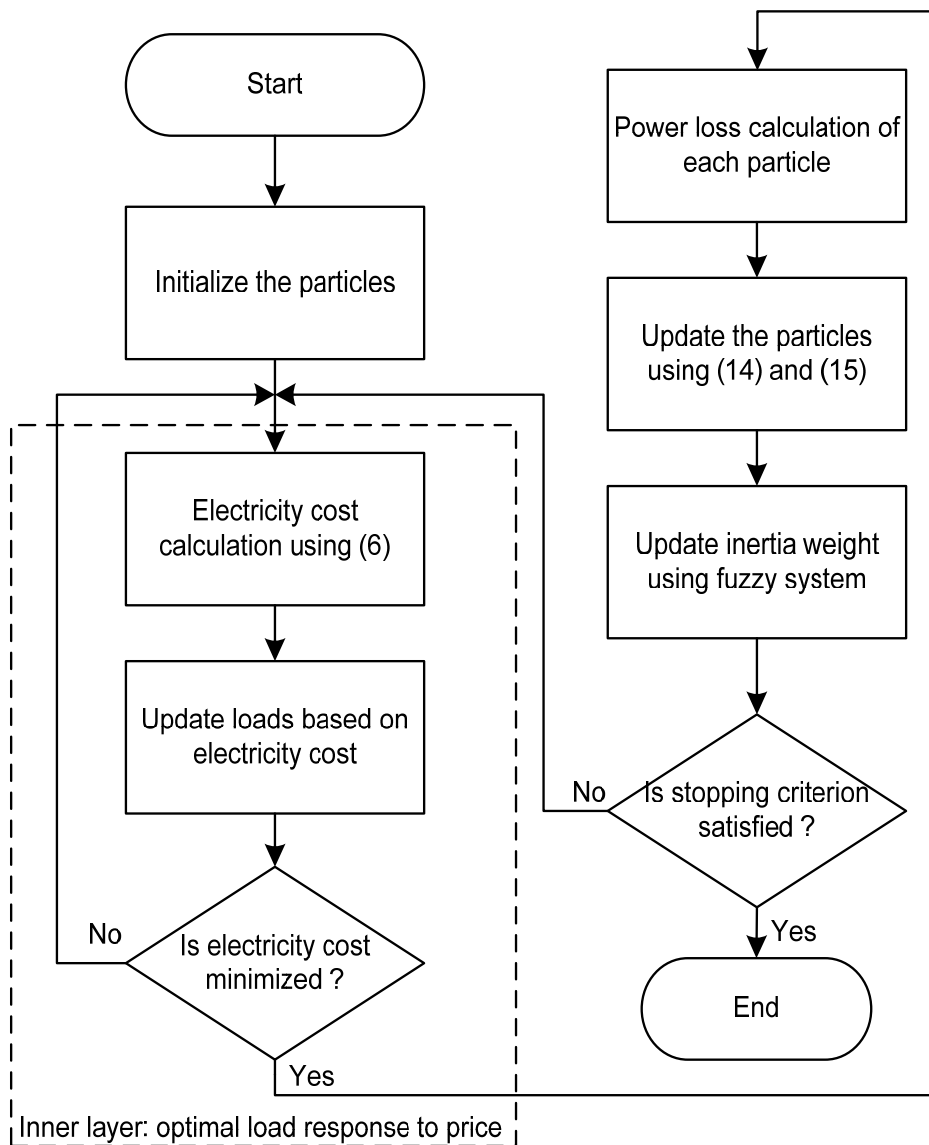 Start
Initialize the particles
Electricity cost
calculation using (6)
Update loads based on
electricity cost
Is electricity cost
minimized ?
No
Yes
Inner layer: optimal load response to price
Power loss calculation of
each particle
Update the particles
using (14) and (15)
Update inertia weight
using fuzzy system
Is stopping criterion
satisfied ?
No
Yes
End